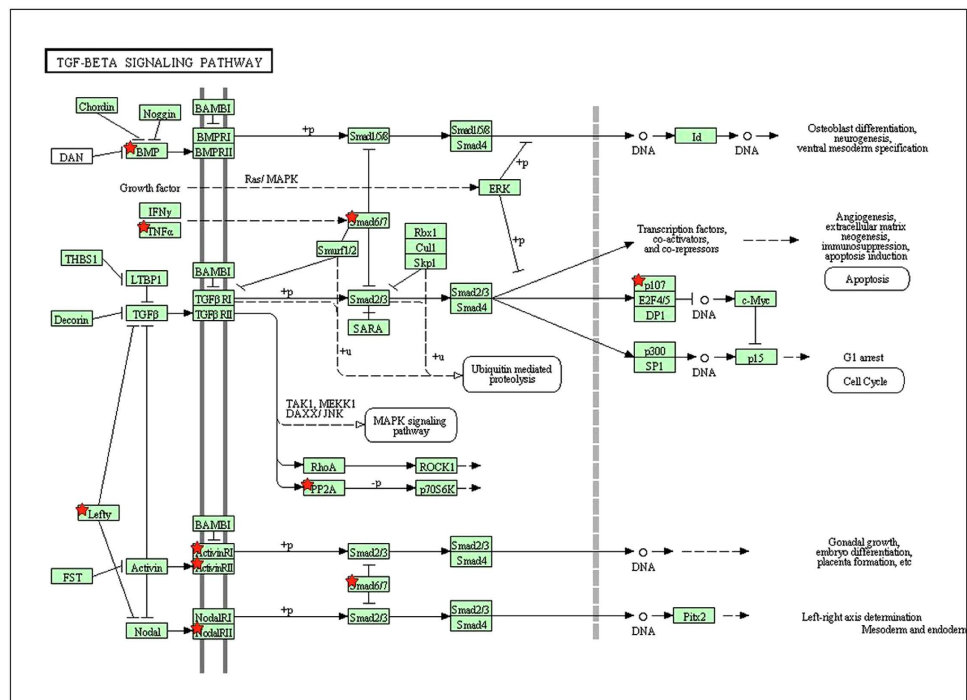 TGF-BETA SIGNALING PATHWAY
Chordin
Noggin
BAMBI
DAN
BMP
BMPRI
BMPRII
+p
Smad1/5/8
Smad1/5/8
Smad4
DNA
Id
DNA
Osteoblast differentiation,
neurogenesis,
ventral mesoderm specification
Growth factor
Ras/ MAPK
ERK
+p
+p
IFNγ
TNFα
Smad6/7
Smurf1/2
Rbx1
Cul1
Skp1
Transcription factors,
co-activators,
and co-repressors
Angiogenesis,
extracellular matrix
neogenesis,
immunosuppression,
apoptosis induction
Apoptosis
THBS1
LTBP1
BAMBI
Decorin
TGFβ
TGFβ RI
TGFβ RII
+p
Smad2/3
SARA
Smad2/3
Smad4
p107
E2F4/5
DP1
DNA
c-Myc
p300
SP1
DNA
p15
G1 arrest
Cell Cycle
+u
+u
Ubiquitin mediated
proteolysis
TAK1, MEKK1
DAXX/ JNK
MAPK signaling
pathway
RhoA
ROCK1
PP2A
-p
p70S6K
Lefty
BAMBI
FST
Activin
ActivinRI
ActivinRII
+p
Smad2/3
Smad2/3
Smad4
DNA
Gonadal growth,
embryo differentiation,
placenta formation, etc
Smad6/7
Nodal
NodalRI
NodalRII
+p
Smad2/3
Smad2/3
Smad4
DNA
Pitx2
Left-right axis determination
Mesoderm and endoderm